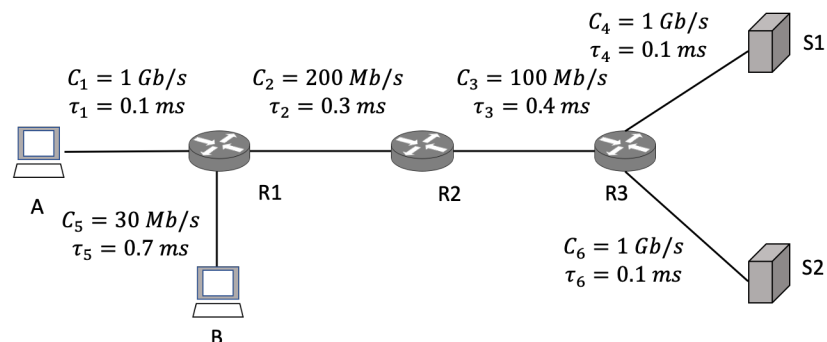 C₄ = 1 Gb/s
τ₄ = 0.1 ms
S1
C₁ = 1 Gb/s
τ₁ = 0.1 ms
C₂ = 200 Mb/s
τ₂ = 0.3 ms
C₃ = 100 Mb/s
τ₃ = 0.4 ms
A
R1
R2
R3
C₅ = 30 Mb/s
τ₅ = 0.7 ms
B
C₆ = 1 Gb/s
τ₆ = 0.1 ms
S2